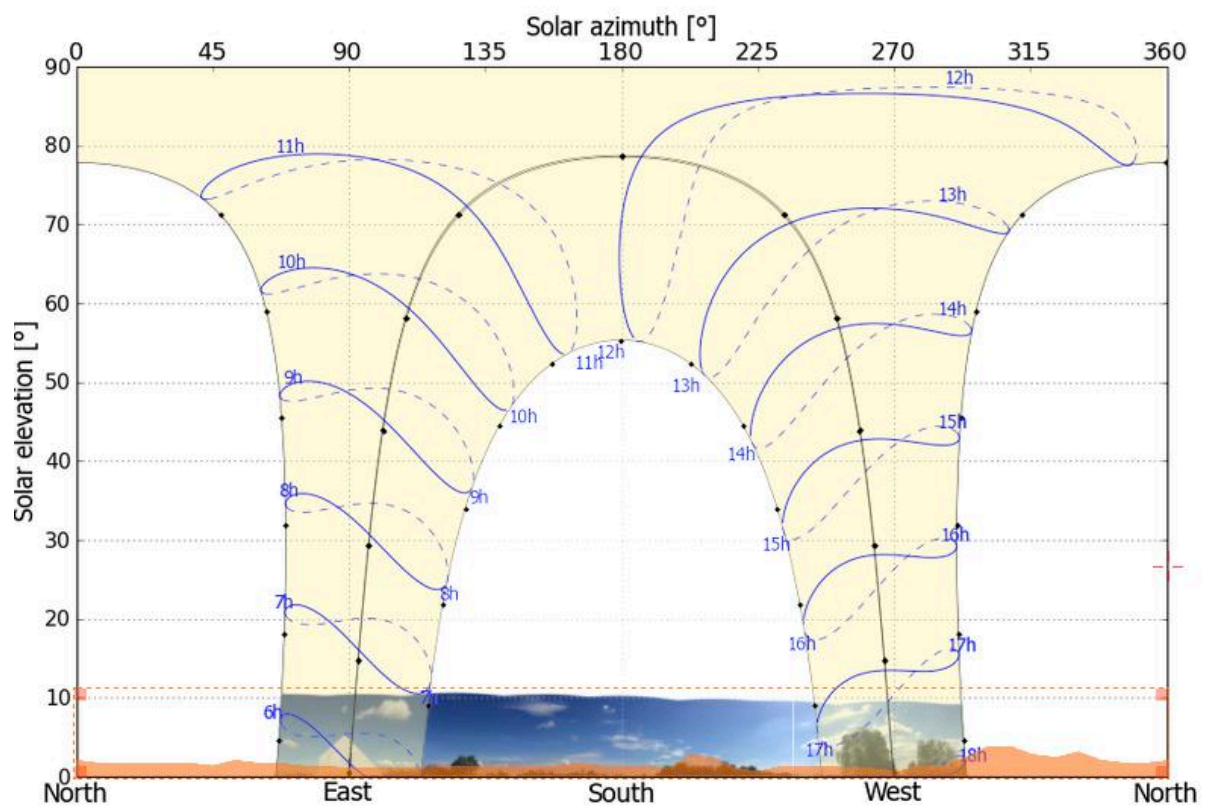 Solar azimuth [°]
0 45 90 135 180 225 270 315 360
90
12h
80
11h
13h
70
10h
14h
60
12h
11h
13h
Solar elevation [°]
50
9h
10h
15h
14h
40
8h
9h
16h
15h
30
7h
8h
20
17h
16h
10
7h
6h
17h
18h
0
North East South West North